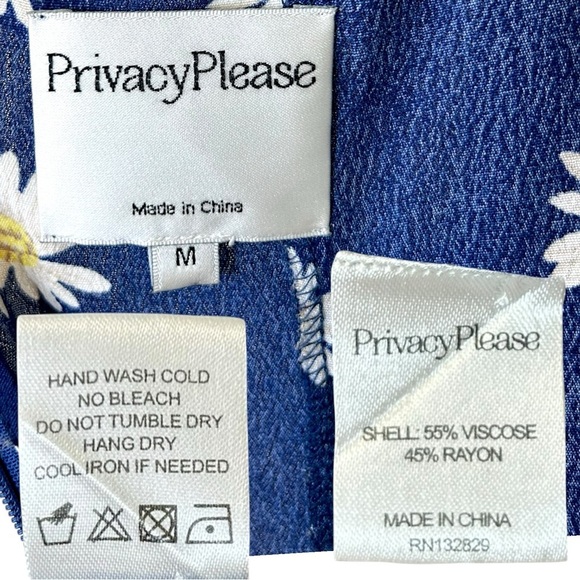 PrivacyPlease
Made in China
M
HAND WASH COLD
NO BLEACH
DO NOT TUMBLE DRY
HANG DRY
COOL IRON IF NEEDED
PrivacyPlease
SHELL: 55% VISCOSE
45% RAYON
MADE IN CHINA
RN132829